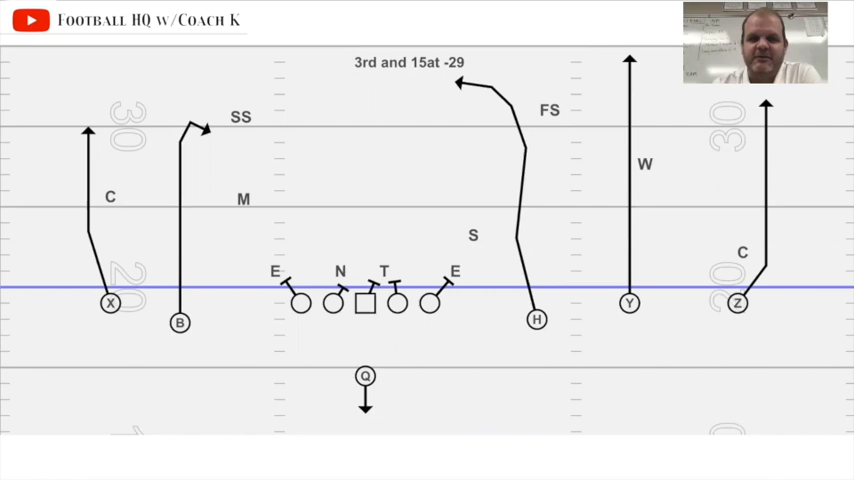 Football HQ w/Coach K
3rd and 15at -29
30
SS
FS
30
W
C
M
S
C
20
E
N
T
E
20
X
B
H
Y
Z
Q